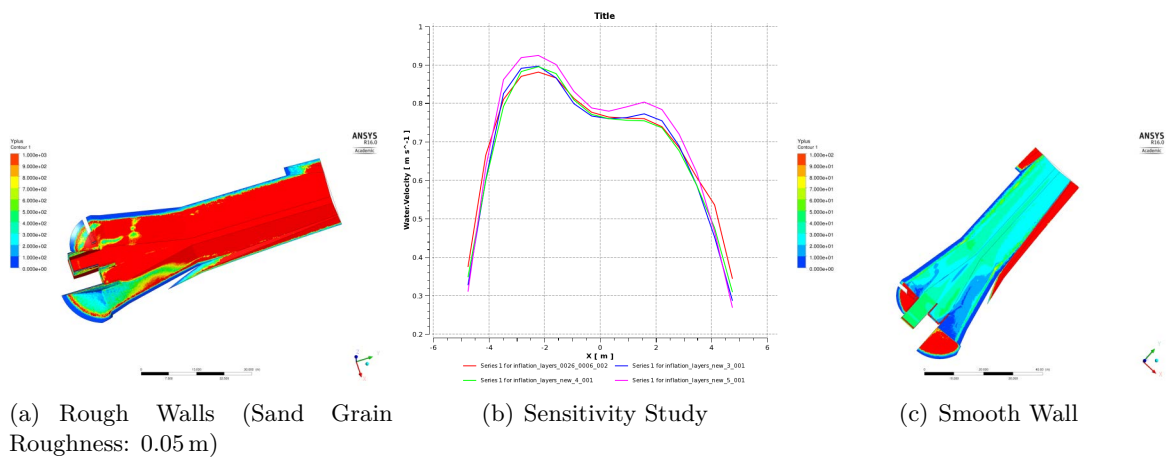 Title
Yplus
Contour 1
1.000e+03
9.000e+02
8.000e+02
7.000e+02
6.000e+02
5.000e+02
4.000e+02
3.000e+02
2.000e+02
1.000e+02
0.000e+00
ANSYS
R16.0
Academic
Water.Velocity [ m s^-1 ]
1
0.9
0.8
0.7
0.6
0.5
0.4
0.3
0.2
-6
-4
-2
0
2
4
6
X [ m ]
Series 1 for inflation_layers_0026_0006_002
Series 1 for inflation_layers_new_3_001
Series 1 for inflation_layers_new_4_001
Series 1 for inflation_layers_new_5_001
Yplus
Contour 1
1.000e+02
9.000e+01
8.000e+01
7.000e+01
6.000e+01
5.000e+01
4.000e+01
3.000e+01
2.000e+01
1.000e+01
0.000e+00
ANSYS
R16.0
Academic
(a) Rough Walls (Sand Grain
Roughness: 0.05 m)
(b) Sensitivity Study
(c) Smooth Wall